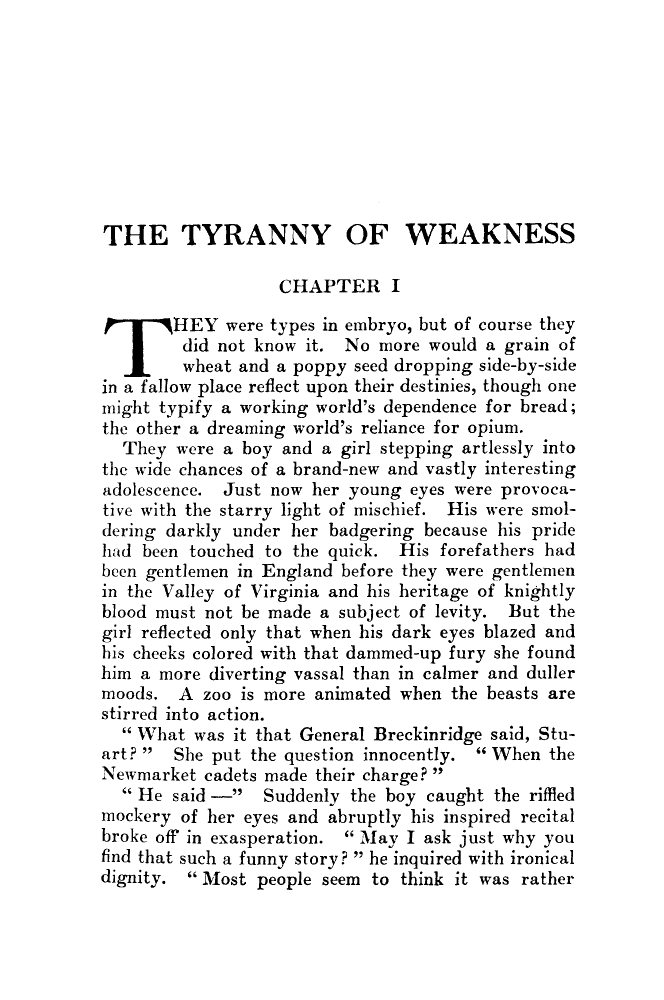 THE TYRANNY OF WEAKNESS
CHAPTER I
THEY were types in embryo, but of course they
did not know it. No more would a grain of
wheat and a poppy seed dropping side-by-side
in a fallow place reflect upon their destinies, though one
might typify a working world's dependence for bread;
the other a dreaming world's reliance for opium.
They were a boy and a girl stepping artlessly into
the wide chances of a brand-new and vastly interesting
adolescence. Just now her young eyes were provoca-
tive with the starry light of mischief. His were smol-
dering darkly under her badgering because his pride
had been touched to the quick. His forefathers had
been gentlemen in England before they were gentlemen
in the Valley of Virginia and his heritage of knightly
blood must not be made a subject of levity. But the
girl reflected only that when his dark eyes blazed and
his cheeks colored with that dammed-up fury she found
him a more diverting vassal than in calmer and duller
moods. A zoo is more animated when the beasts are
stirred into action.
"What was it that General Breckinridge said, Stu-
art?" She put the question innocently. "When the
Newmarket cadets made their charge?"
"He said —" Suddenly the boy caught the riffled
mockery of her eyes and abruptly his inspired recital
broke off in exasperation. "May I ask just why you
find that such a funny story?" he inquired with ironical
dignity. "Most people seem to think it was rather